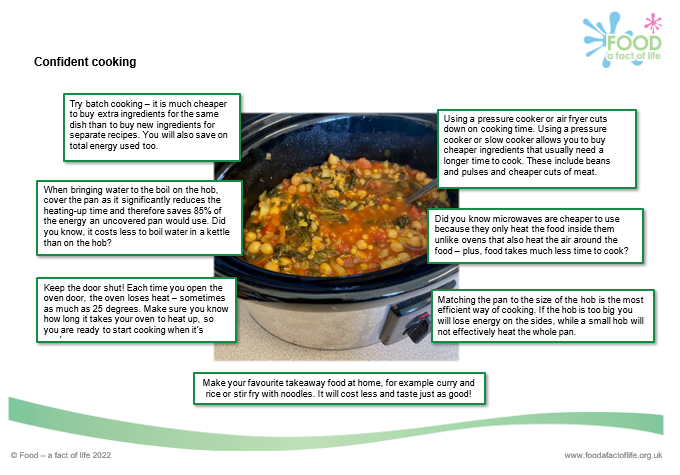 FOOD
a fact of life
Confident cooking
Try batch cooking – it is much cheaper
to buy extra ingredients for the same
dish than to buy new ingredients for
separate recipes. You will also save on
total energy used too.
When bringing water to the boil on the hob,
cover the pan as it significantly reduces the
heating-up time and therefore saves 85% of
the energy an uncovered pan would use. Did
you know, it costs less to boil water in a kettle
than on the hob?
Keep the door shut! Each time you open the
oven door, the oven loses heat – sometimes
as much as 25 degrees. Make sure you know
how long it takes your oven to heat up, so
you are ready to start cooking when it's
Using a pressure cooker or air fryer cuts
down on cooking time. Using a pressure
cooker or slow cooker allows you to buy
cheaper ingredients that usually need a
longer time to cook. These include beans
and pulses and cheaper cuts of meat.
Did you know microwaves are cheaper to use
because they only heat the food inside them
unlike ovens that also heat the air around the
food – plus, food takes much less time to cook?
Matching the pan to the size of the hob is the most
efficient way of cooking. If the hob is too big you
will lose energy on the sides, while a small hob will
not effectively heat the whole pan.
Make your favourite takeaway food at home, for example curry and
rice or stir fry with noodles. It will cost less and taste just as good!
© Food – a fact of life 2022
www.foodafactoflife.org.uk